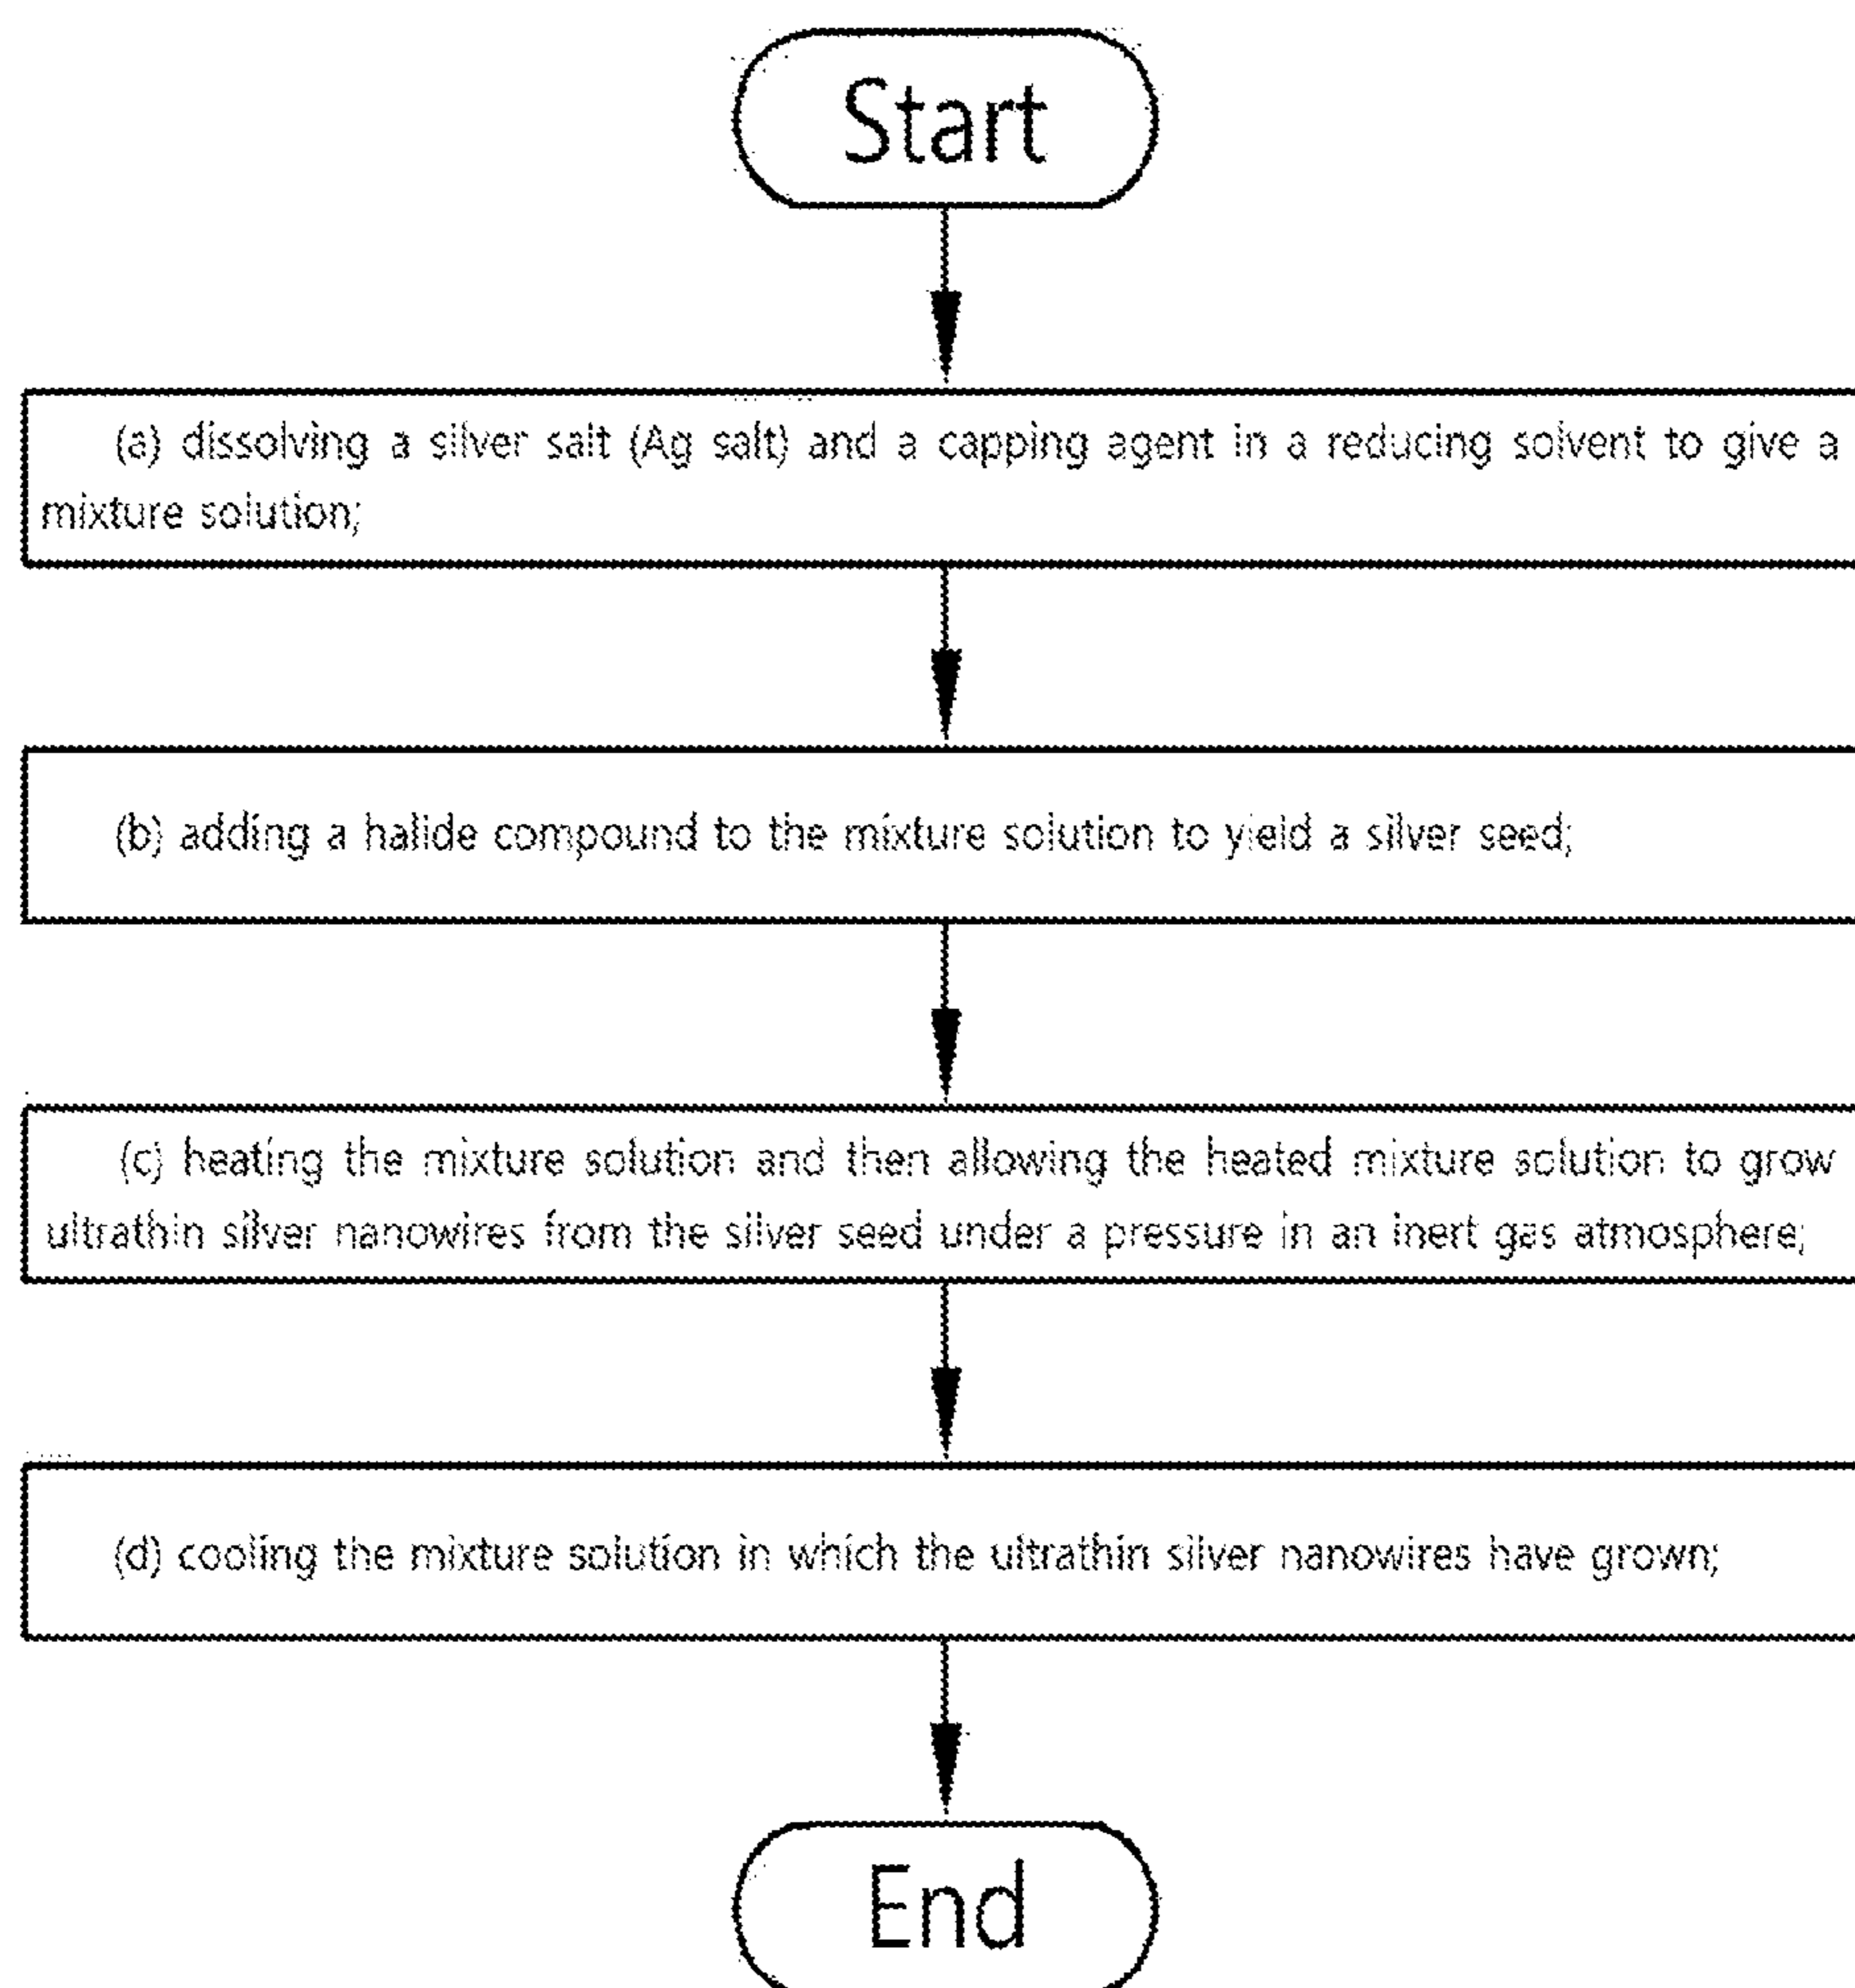 Start
(a) dissolving a silver salt (Ag salt) and a capping agent in a reducing solvent to give a
mixture solution;
(b) adding a halide compound to the mixture solution to yield a silver seed;
(c) heating the mixture solution and then allowing the heated mixture solution to grow
ultrathin silver nanowires from the silver seed under a pressure in an inert gas atmosphere;
(d) cooling the mixture solution in which the ultrathin silver nanowires have grown;
End